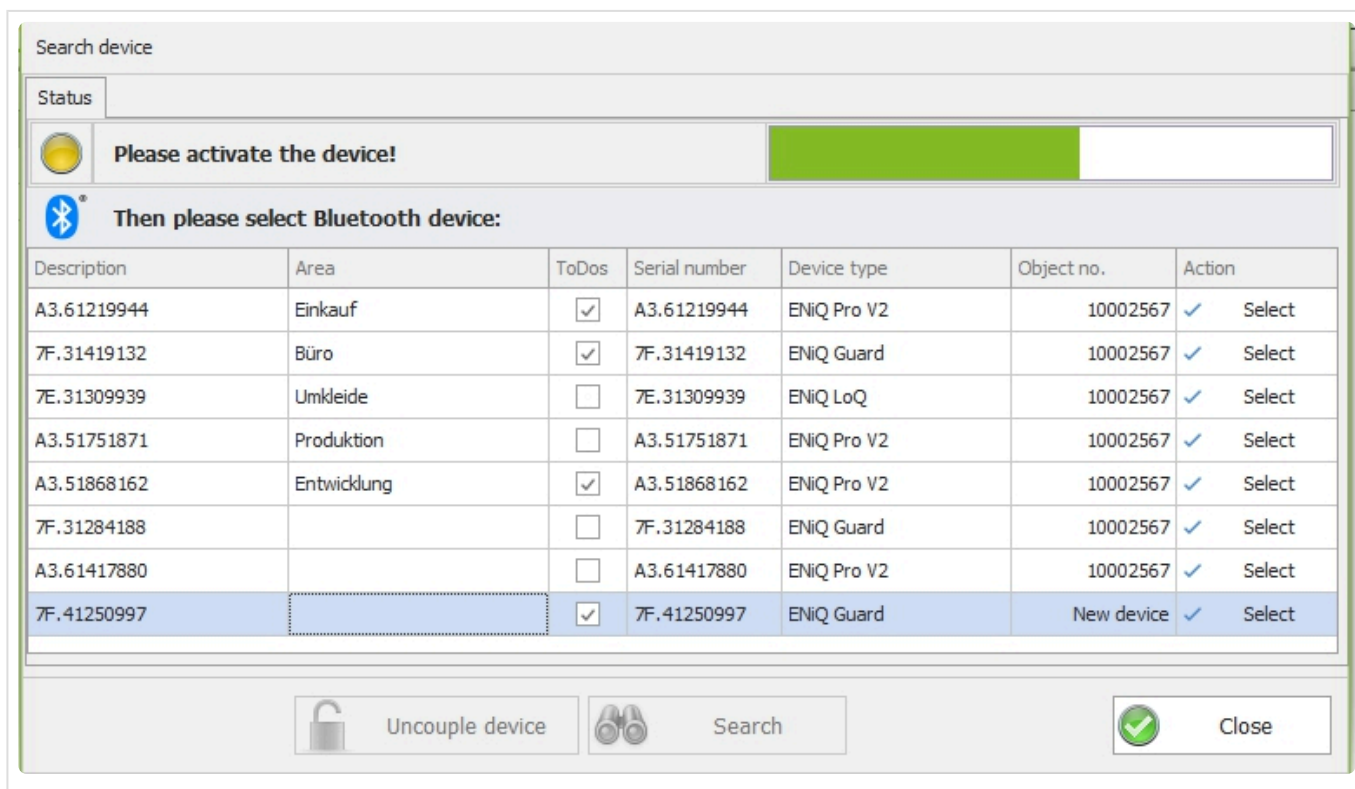 Search device
Status
Please activate the device!
Then please select Bluetooth device:
Description Area ToDos Serial number Device type Object no. Action
A3.61219944 Einkauf A3.61219944 ENiQ Pro V2 10002567 Select
7F.31419132 Büro 7F.31419132 ENiQ Guard 10002567 Select
7E.31309939 Umkleide 7E.31309939 ENiQ LoQ 10002567 Select
A3.51751871 Produktion A3.51751871 ENiQ Pro V2 10002567 Select
A3.51868162 Entwicklung A3.51868162 ENiQ Pro V2 10002567 Select
7F.31284188 7F.31284188 ENiQ Guard 10002567 Select
A3.61417880 A3.61417880 ENiQ Pro V2 10002567 Select
7F.41250997 7F.41250997 ENiQ Guard New device Select
Uncouple device Search Close